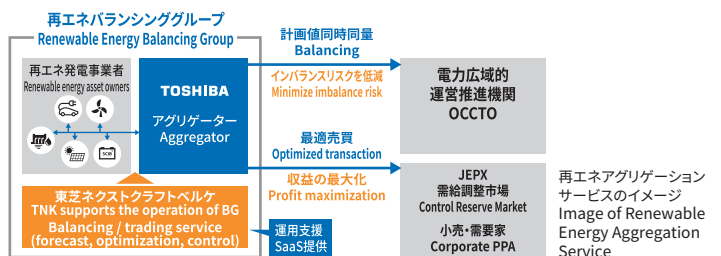 再エネバランシンググループ
Renewable Energy Balancing Group
再エネ発電事業者
Renewable energy asset owners
SCiB
TOSHIBA
アグリゲーター
Aggregator
東芝ネクストクラフトベルケ
TNK supports the operation of BG
Balancing / trading service
(forecast, optimization, control)
運用支援
SaaS提供
計画値同時同量
Balancing
インバランスリスクを低減
Minimize imbalance risk
最適売買
Optimized transaction
収益の最大化
Profit maximization
電力広域的
運営推進機関
OCCTO
JEPX
需給調整市場
Control Reserve Market
小売・需要家
Corporate PPA
再エネアグリゲーション
サービスのイメージ
Image of Renewable
Energy Aggregation
Service